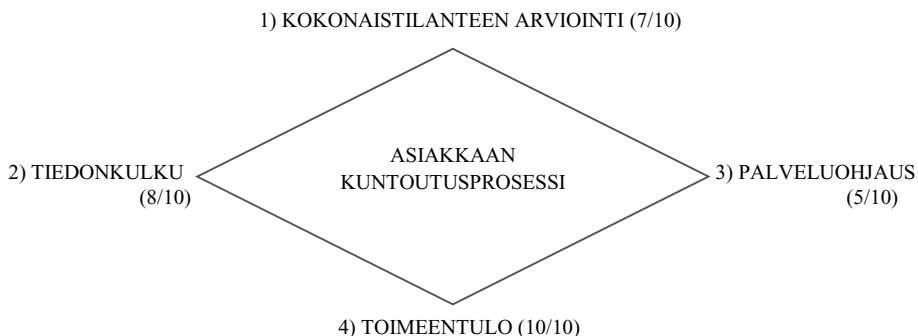 1) KOKONAISTILANTEEN ARVIOINTI (7/10)
ASIAKKAAN
KUNTOUTUSPROSESSI
2) TIEDONKULKU
(8/10)
3) PALVELUOHJAUS
(5/10)
4) TOIMEENTULO (10/10)